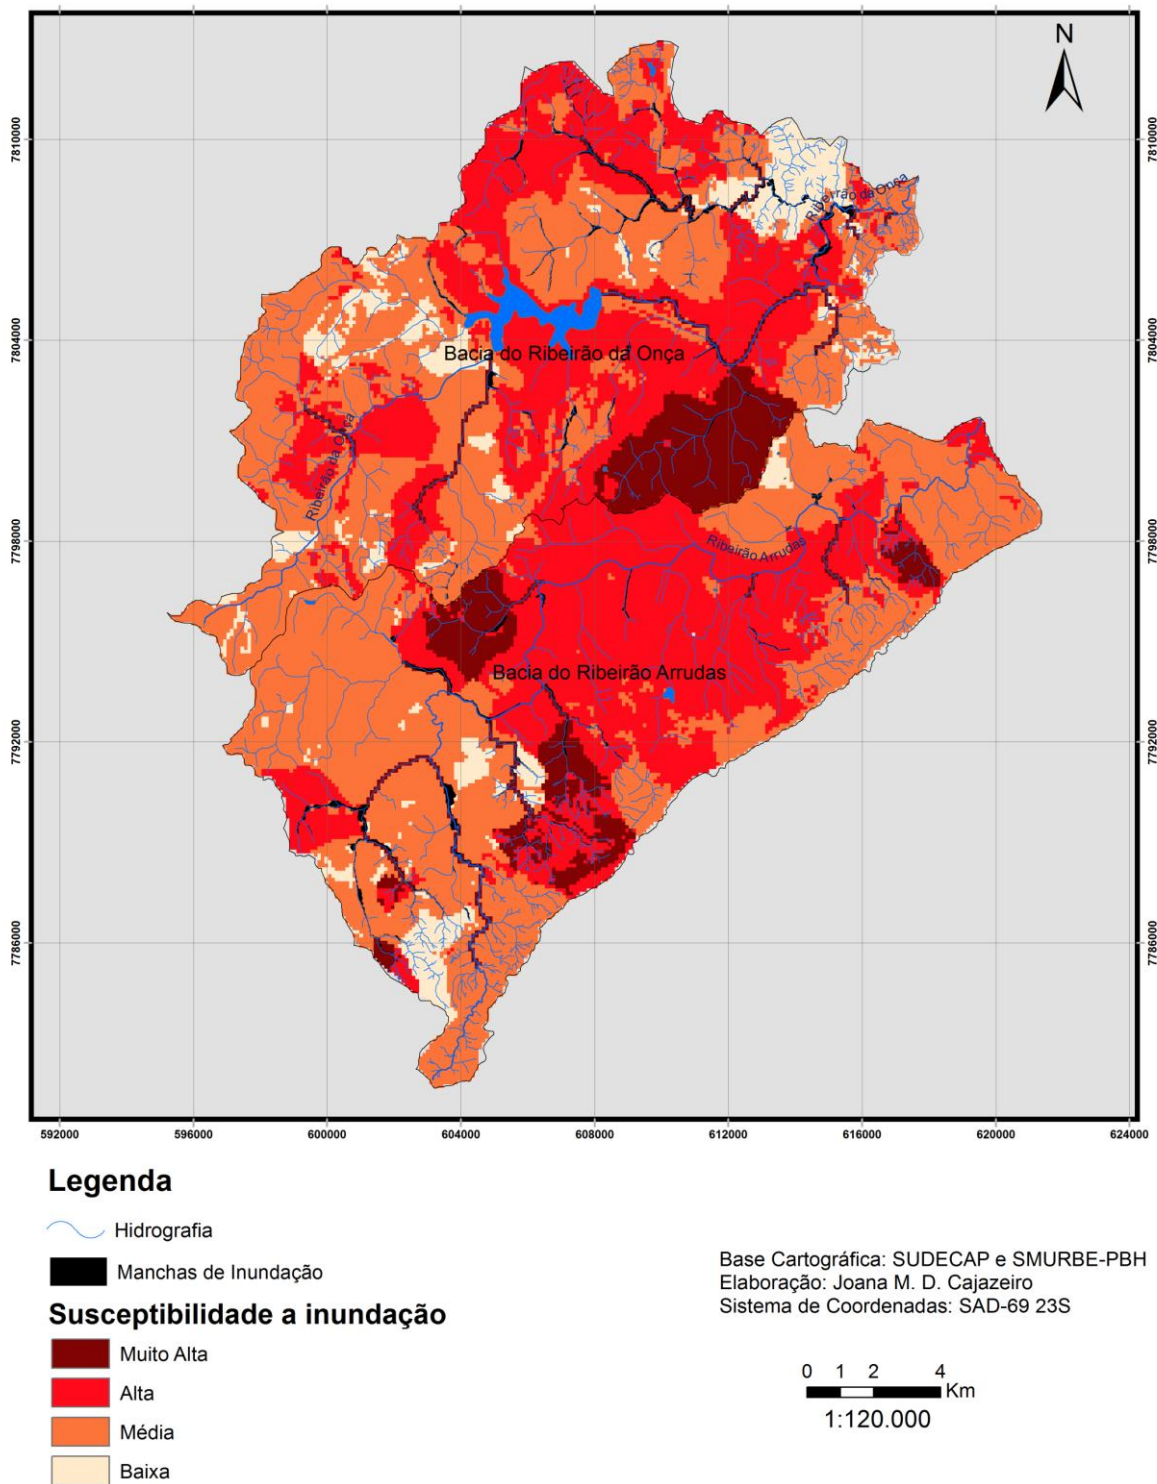 N
7810000
7810000
Ribeirão da Onça
7804000
7804000
Bacia do Ribeirão da Onça
Ribeirão da Onça
7798000
7798000
Ribeirão Arrudas
Bacia do Ribeirão Arrudas
7792000
7792000
7786000
7786000
592000 596000 600000 604000 608000 612000 616000 620000 624000
Legenda
Hidrografia
Manchas de Inundação
Susceptibilidade a inundação
Muito Alta
Alta
Média
Baixa
Base Cartográfica: SUDECAP e SMURBE-PBH
Elaboração: Joana M. D. Cajazeiro
Sistema de Coordenadas: SAD-69 23S
0 1 2 4
Km
1:120.000